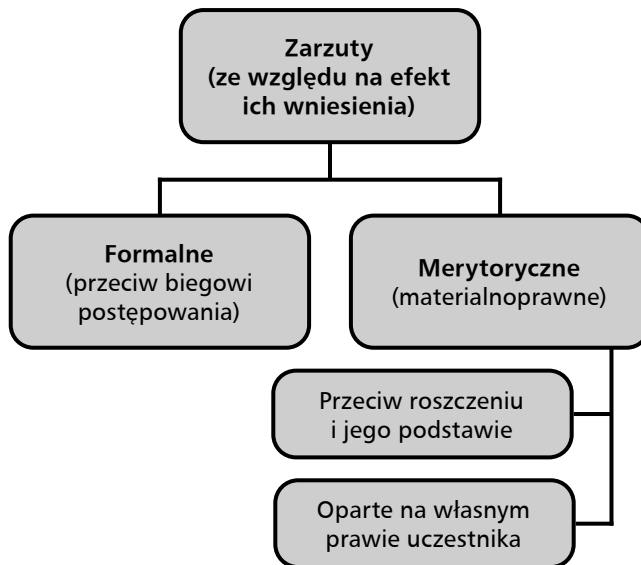 Zarzuty
(ze względu na efekt
ich wniesienia)
Formalne
(przeciw biegowi
postępowania)
Merytoryczne
(materialnoprawne)
Przeciw roszczeniu
i jego podstawie
Oparte na własnym
prawie uczestnika